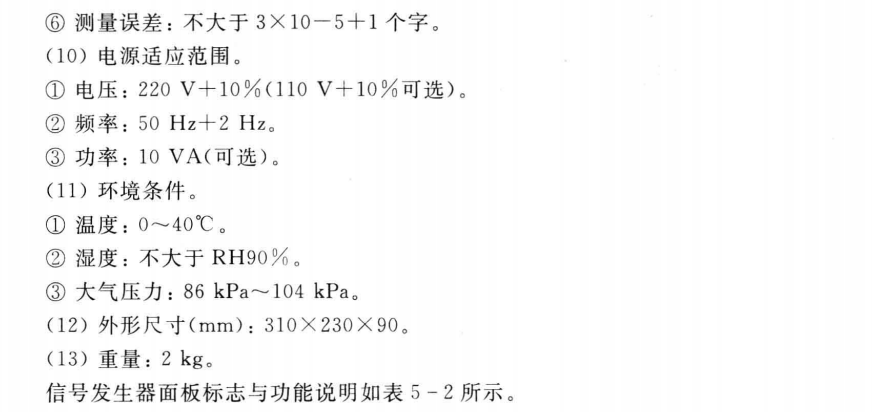 ⑥ 测量误差：不大于 3×10－5＋1 个字。
(10) 电源适应范围。
① 电压：220 V＋10％(110 V＋10％可选)。
② 频率：50 Hz＋2 Hz。
③ 功率：10 VA(可选)。
(11) 环境条件。
① 温度：0～40℃。
② 湿度：不大于 RH90％。
③ 大气压力：86 kPa～104 kPa。
(12) 外形尺寸(mm)：310×230×90。
(13) 重量：2 kg。
信号发生器面板标志与功能说明如表 5－2 所示。